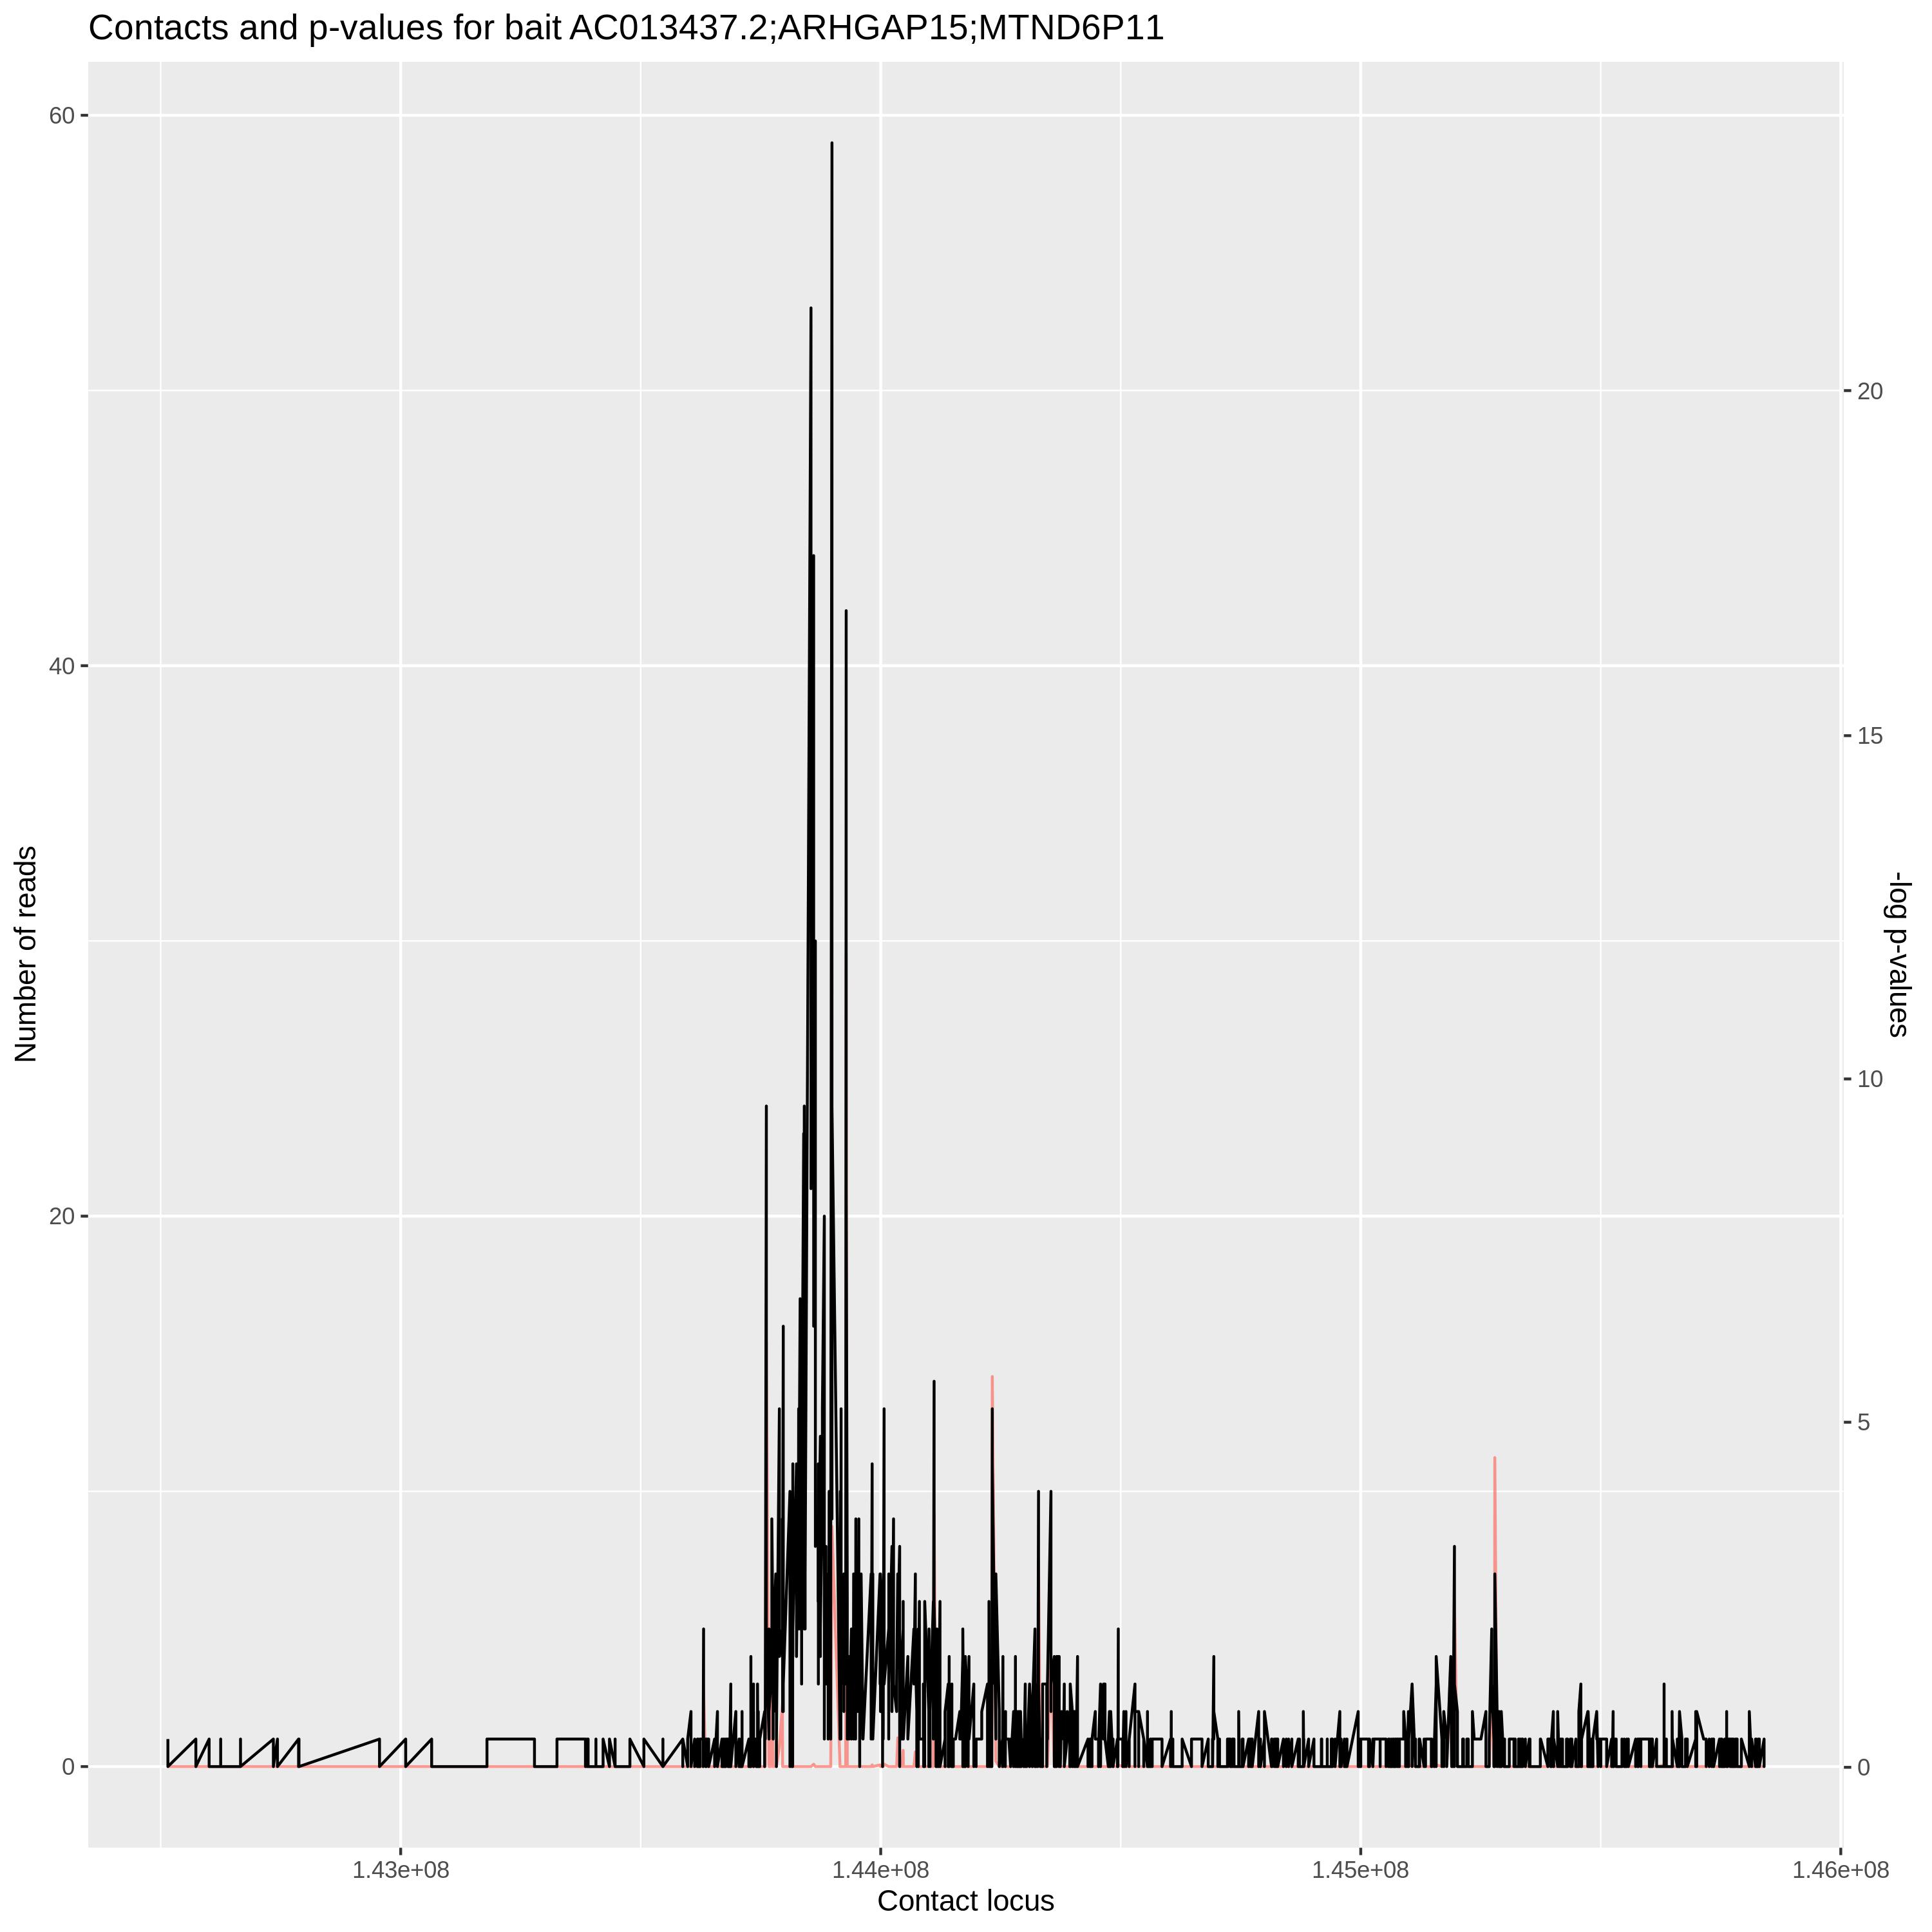 Contacts and p-values for bait AC013437.2;ARHGAP15;MTND6P11
60
40
20
0
Number of reads
20
15
10
5
0
-log p-values
1.43e+08
1.44e+08
1.45e+08
1.46e+08
Contact locus